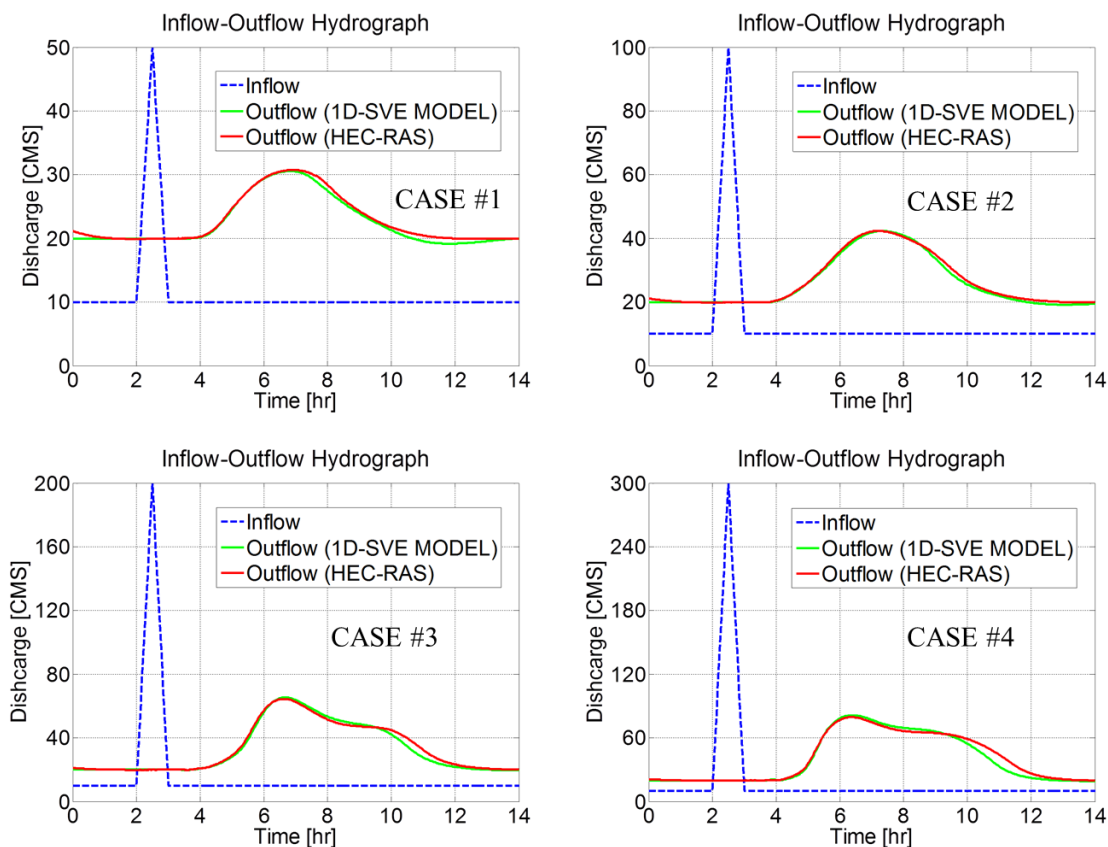 Inflow-Outflow Hydrograph
Dishcarge [CMS]
50
40
30
20
10
0
Inflow
Outflow (1D-SVE MODEL)
Outflow (HEC-RAS)
CASE #1
0 2 4 6 8 10 12 14
Time [hr]
Inflow-Outflow Hydrograph
Dishcarge [CMS]
100
80
60
40
20
0
Inflow
Outflow (1D-SVE MODEL)
Outflow (HEC-RAS)
CASE #2
0 2 4 6 8 10 12 14
Time [hr]
Inflow-Outflow Hydrograph
Dishcarge [CMS]
200
160
120
80
40
0
Inflow
Outflow (1D-SVE MODEL)
Outflow (HEC-RAS)
CASE #3
0 2 4 6 8 10 12 14
Time [hr]
Inflow-Outflow Hydrograph
Dishcarge [CMS]
300
240
180
120
60
0
Inflow
Outflow (1D-SVE MODEL)
Outflow (HEC-RAS)
CASE #4
0 2 4 6 8 10 12 14
Time [hr]